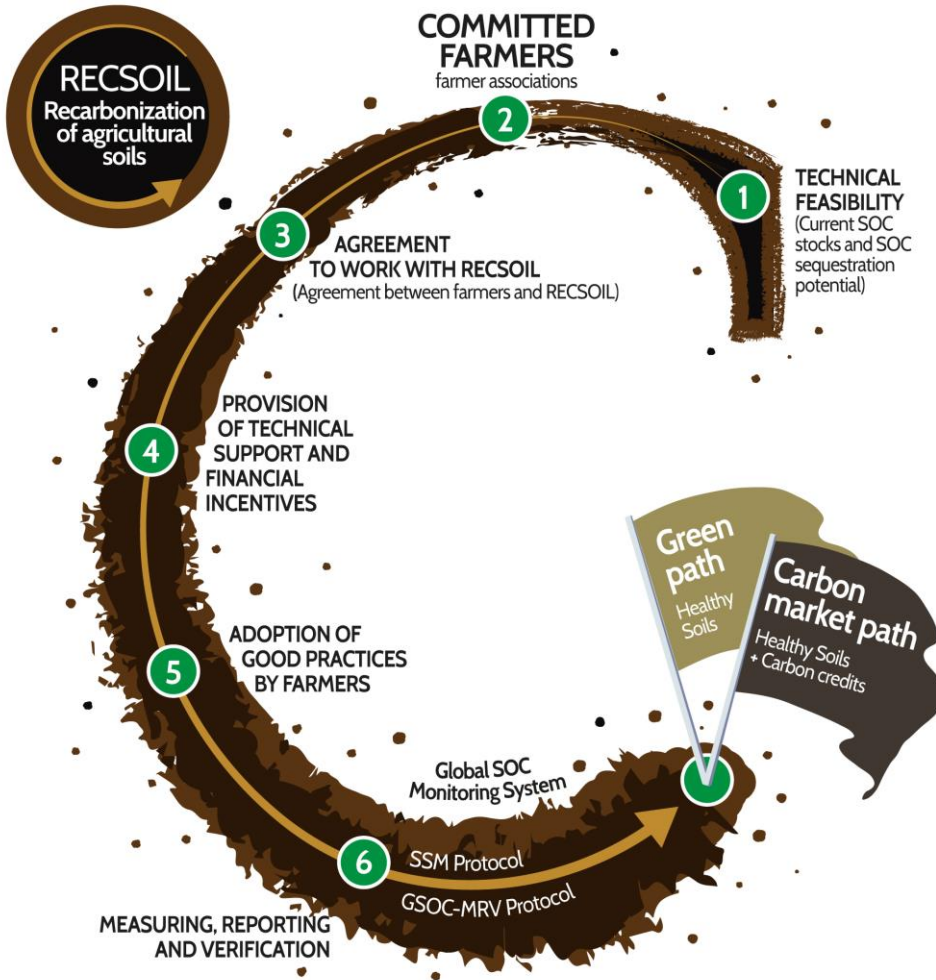 RECSOIL
Recarbonization
of agricultural
soils
COMMITTED
FARMERS
farmer associations
2
1
TECHNICAL
FEASIBILITY
(Current SOC
stocks and SOC
sequestration
potential)
3
AGREEMENT
TO WORK WITH RECSOIL
(Agreement between farmers and RECSOIL)
4
PROVISION
OF TECHNICAL
SUPPORT AND
FINANCIAL
INCENTIVES
5
ADOPTION OF
GOOD PRACTICES
BY FARMERS
6
MEASURING, REPORTING
AND VERIFICATION
Global SOC
Monitoring System
SSM Protocol
GSOC-MRV Protocol
Green
path
Healthy
Soils
Carbon
market path
Healthy Soils
+ Carbon credits